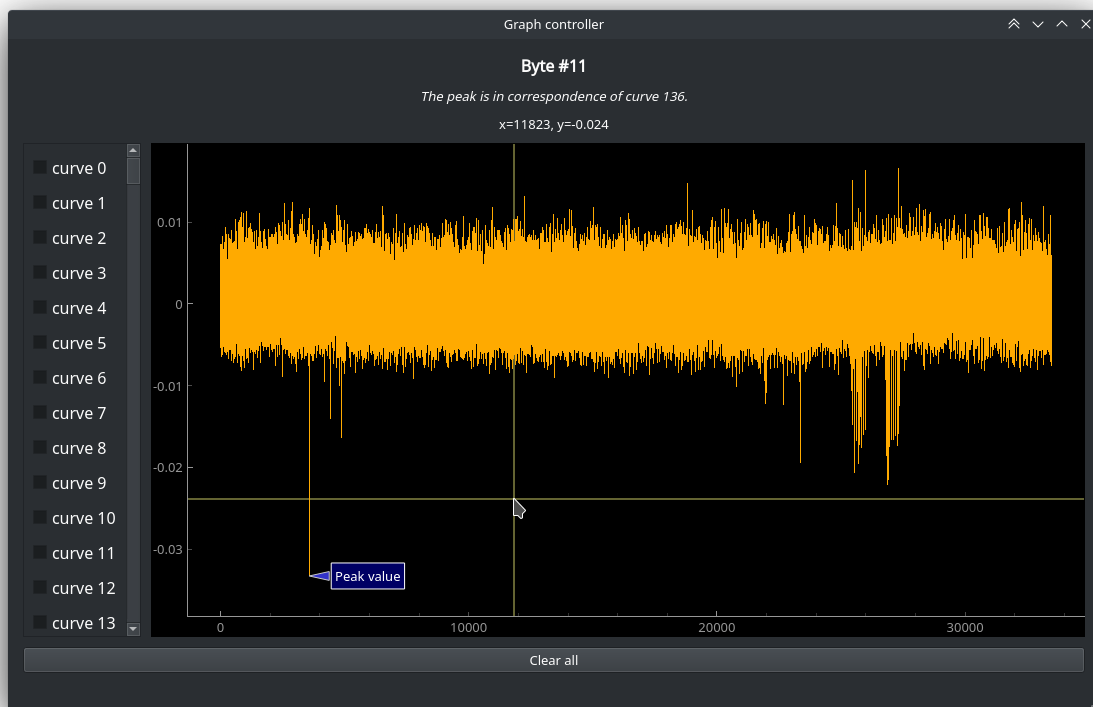 Graph controller
Byte #11
The peak is in correspondence of curve 136.
x=11823, y=-0.024
curve 0
curve 1
curve 2
curve 3
curve 4
curve 5
curve 6
curve 7
curve 8
curve 9
curve 10
curve 11
curve 12
curve 13
0.01
0
-0.01
-0.02
-0.03
Peak value
0 10000 20000 30000
Clear all